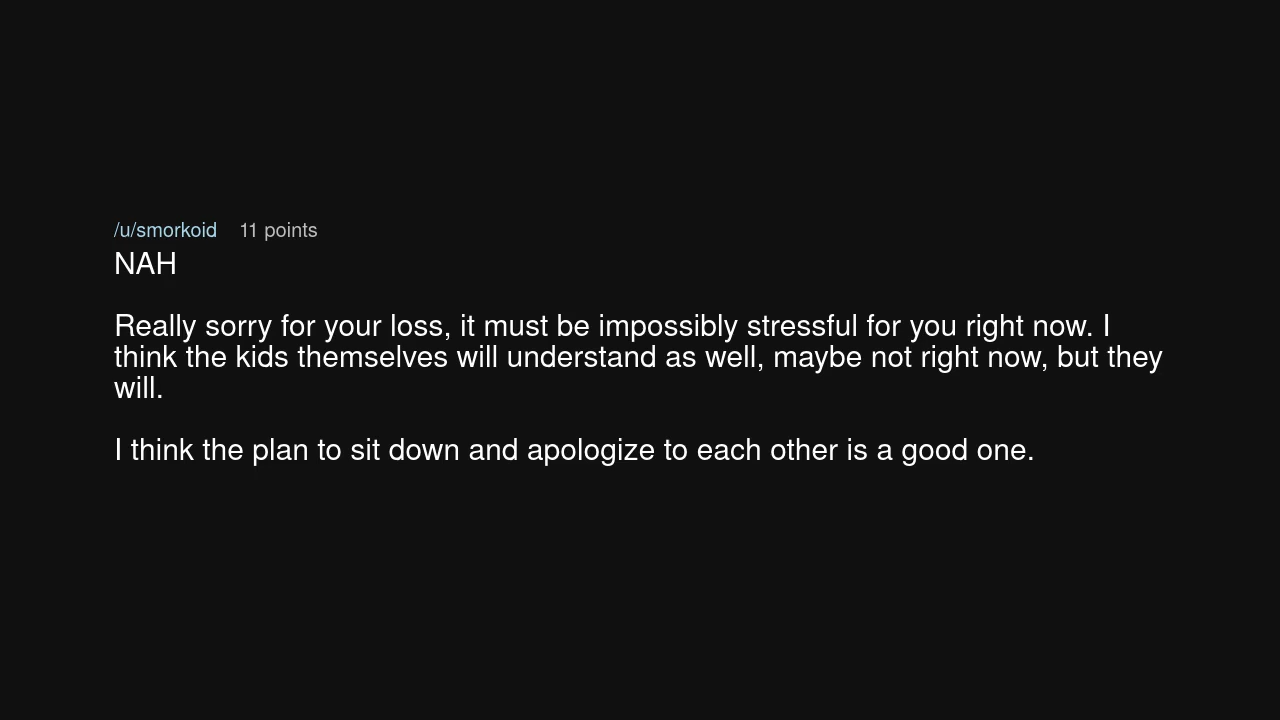 /u/smorkoid 11 points
NAH
Really sorry for your loss, it must be impossibly stressful for you right now. I
think the kids themselves will understand as well, maybe not right now, but they
will.
I think the plan to sit down and apologize to each other is a good one.